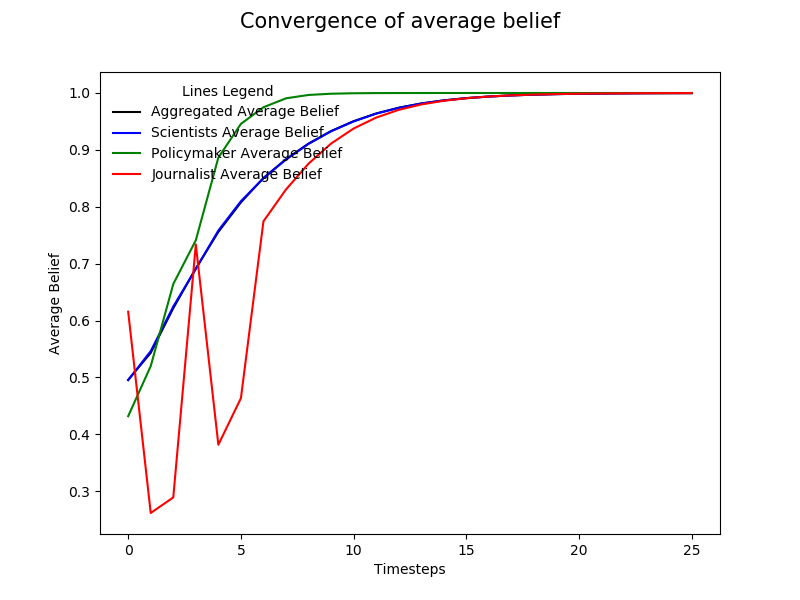 Convergence of average belief
Lines Legend
Aggregated Average Belief
Scientists Average Belief
Policymaker Average Belief
Journalist Average Belief
1.0
0.9
0.8
0.7
0.6
0.5
0.4
0.3
Average Belief
0 5 10 15 20 25
Timesteps